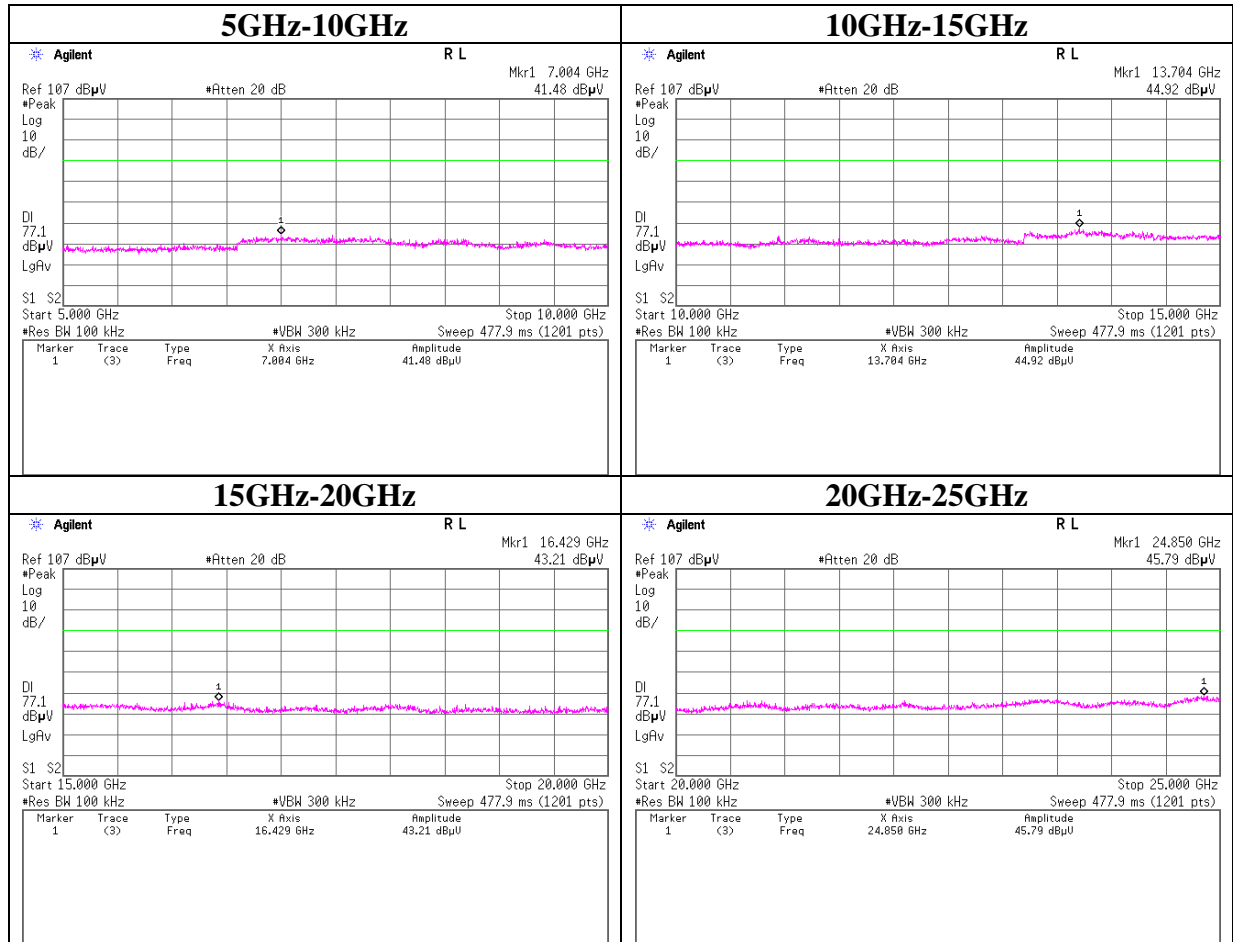 5GHz-10GHz
Agilent R L
Mkr1 7.004 GHz
Ref 107 dBµV #Atten 20 dB 41.48 dBµV
#Peak
Log
10
dB/
1
DI
77.1
dBµV
LgAv
S1 S2
Start 5.000 GHz Stop 10.000 GHz
#Res BW 100 kHz #VBW 300 kHz Sweep 477.9 ms (1201 pts)
Marker Trace Type X Axis Amplitude
1 (3) Freq 7.004 GHz 41.48 dBµV
10GHz-15GHz
Agilent R L
Mkr1 13.704 GHz
Ref 107 dBµV #Atten 20 dB 44.92 dBµV
#Peak
Log
10
dB/
1
DI
77.1
dBµV
LgAv
S1 S2
Start 10.000 GHz Stop 15.000 GHz
#Res BW 100 kHz #VBW 300 kHz Sweep 477.9 ms (1201 pts)
Marker Trace Type X Axis Amplitude
1 (3) Freq 13.704 GHz 44.92 dBµV
15GHz-20GHz
Agilent R L
Mkr1 16.429 GHz
Ref 107 dBµV #Atten 20 dB 43.21 dBµV
#Peak
Log
10
dB/
1
DI
77.1
dBµV
LgAv
S1 S2
Start 15.000 GHz Stop 20.000 GHz
#Res BW 100 kHz #VBW 300 kHz Sweep 477.9 ms (1201 pts)
Marker Trace Type X Axis Amplitude
1 (3) Freq 16.429 GHz 43.21 dBµV
20GHz-25GHz
Agilent R L
Mkr1 24.850 GHz
Ref 107 dBµV #Atten 20 dB 45.79 dBµV
#Peak
Log
10
dB/
1
DI
77.1
dBµV
LgAv
S1 S2
Start 20.000 GHz Stop 25.000 GHz
#Res BW 100 kHz #VBW 300 kHz Sweep 477.9 ms (1201 pts)
Marker Trace Type X Axis Amplitude
1 (3) Freq 24.850 GHz 45.79 dBµV